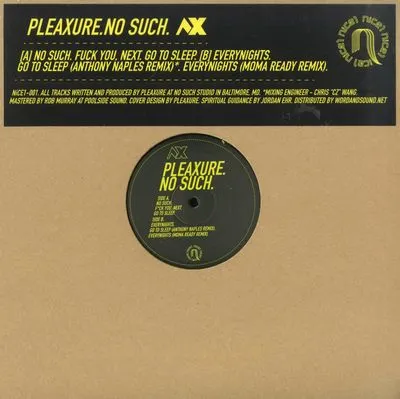 PLEAXURE.NO SUCH. AX
[A] NO SUCH. FUCK YOU, NEXT. GO TO SLEEP. [B] EVERYNIGHTS.
GO TO SLEEP (ANTHONY NAPLES REMIX)*. EVERYNIGHTS (MOMA READY REMIX).
NiCE1-001. ALL TRACKS WRITTEN AND PRODUCED BY PLEAXURE AT NO SUCH STUDIO IN BALTIMORE, MD. *MIXING ENGINEER – CHRIS "CZ" WANG.
MASTERED BY ROB MURRAY AT POOLSIDE SOUND. COVER DESIGN BY PLEAXURE. SPIRITUAL GUIDANCE BY JORDAN EHR. DISTRIBUTED BY WORDANDSOUND.NET
AX
PLEAXURE.
NO SUCH.
SIDE A.
NO SUCH.
F*CK YOU, NEXT.
GO TO SLEEP.
SIDE B.
EVERYNIGHTS.
GO TO SLEEP (ANTHONY NAPLES REMIX).
EVERYNIGHTS (MOMA READY REMIX)